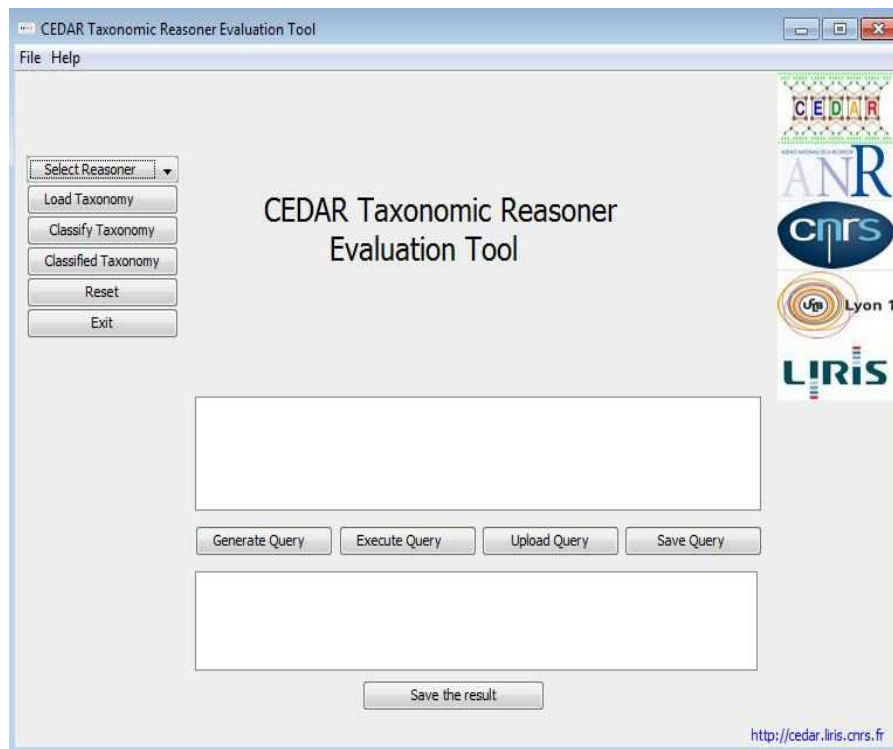 CEDAR Taxonomic Reasoner Evaluation Tool
File Help
CEDAR
ANR
cnrs
Lyon 1
LIRIS
Select Reasoner
Load Taxonomy
Classify Taxonomy
Classified Taxonomy
Reset
Exit
CEDAR Taxonomic Reasoner
Evaluation Tool
Generate Query Execute Query Upload Query Save Query
Save the result
http://cedar.liris.cnrs.fr